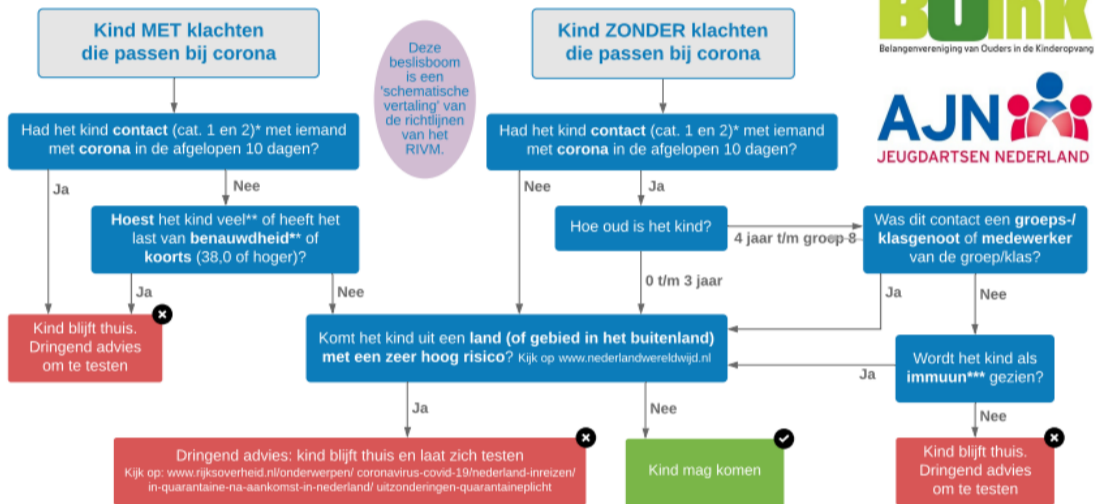 BOink
Belangenvereniging van Ouders in de Kinderopvang
AJN
JEUGDARTSEN NEDERLAND
Kind MET klachten
die passen bij corona
Deze
beslisboom
is een
'schematische
vertaling' van
de richtlijnen
van het
RIVM.
Kind ZONDER klachten
die passen bij corona
Had het kind contact (cat. 1 en 2)* met iemand
met corona in de afgelopen 10 dagen?
Had het kind contact (cat. 1 en 2)* met iemand
met corona in de afgelopen 10 dagen?
Ja
Nee
Nee
Ja
Hoest het kind veel** of heeft het
last van benauwdheid** of
koorts (38,0 of hoger)?
Hoe oud is het kind?
4 jaar t/m groep 8
Was dit contact een groeps-/
klasgenoot of medewerker
van de groep/klas?
Ja
Nee
0 t/m 3 jaar
Ja
Nee
Kind blijft thuis.
Dringend advies
om te testen
Komt het kind uit een land (of gebied in het buitenland)
met een zeer hoog risico? Kijk op www.nederlandwereldwijd.nl
Wordt het kind als
immuun*** gezien?
Ja
Ja
Nee
Nee
Dringend advies: kind blijft thuis en laat zich testen
Kijk op: www.rijksoverheid.nl/onderwerpen/ coronavirus-covid-19/nederland-inreizen/
in-quarantaine-na-aankomst-in-nederland/ uitzonderingen-quarantaineplicht
Kind mag komen
Kind blijft thuis.
Dringend advies
om te testen